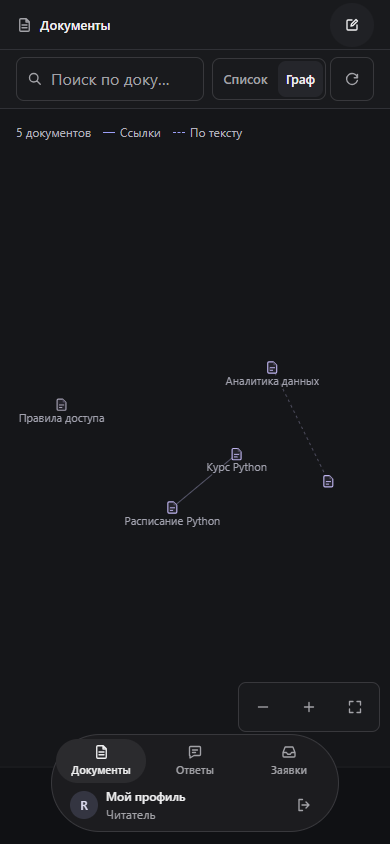 Документы
Поиск по доку...
Список
Граф
5 документов
Ссылки
По тексту
Аналитика данных
Правила доступа
Курс Python
Расписание Python
Документы
Ответы
Заявки
R
Мой профиль
Читатель